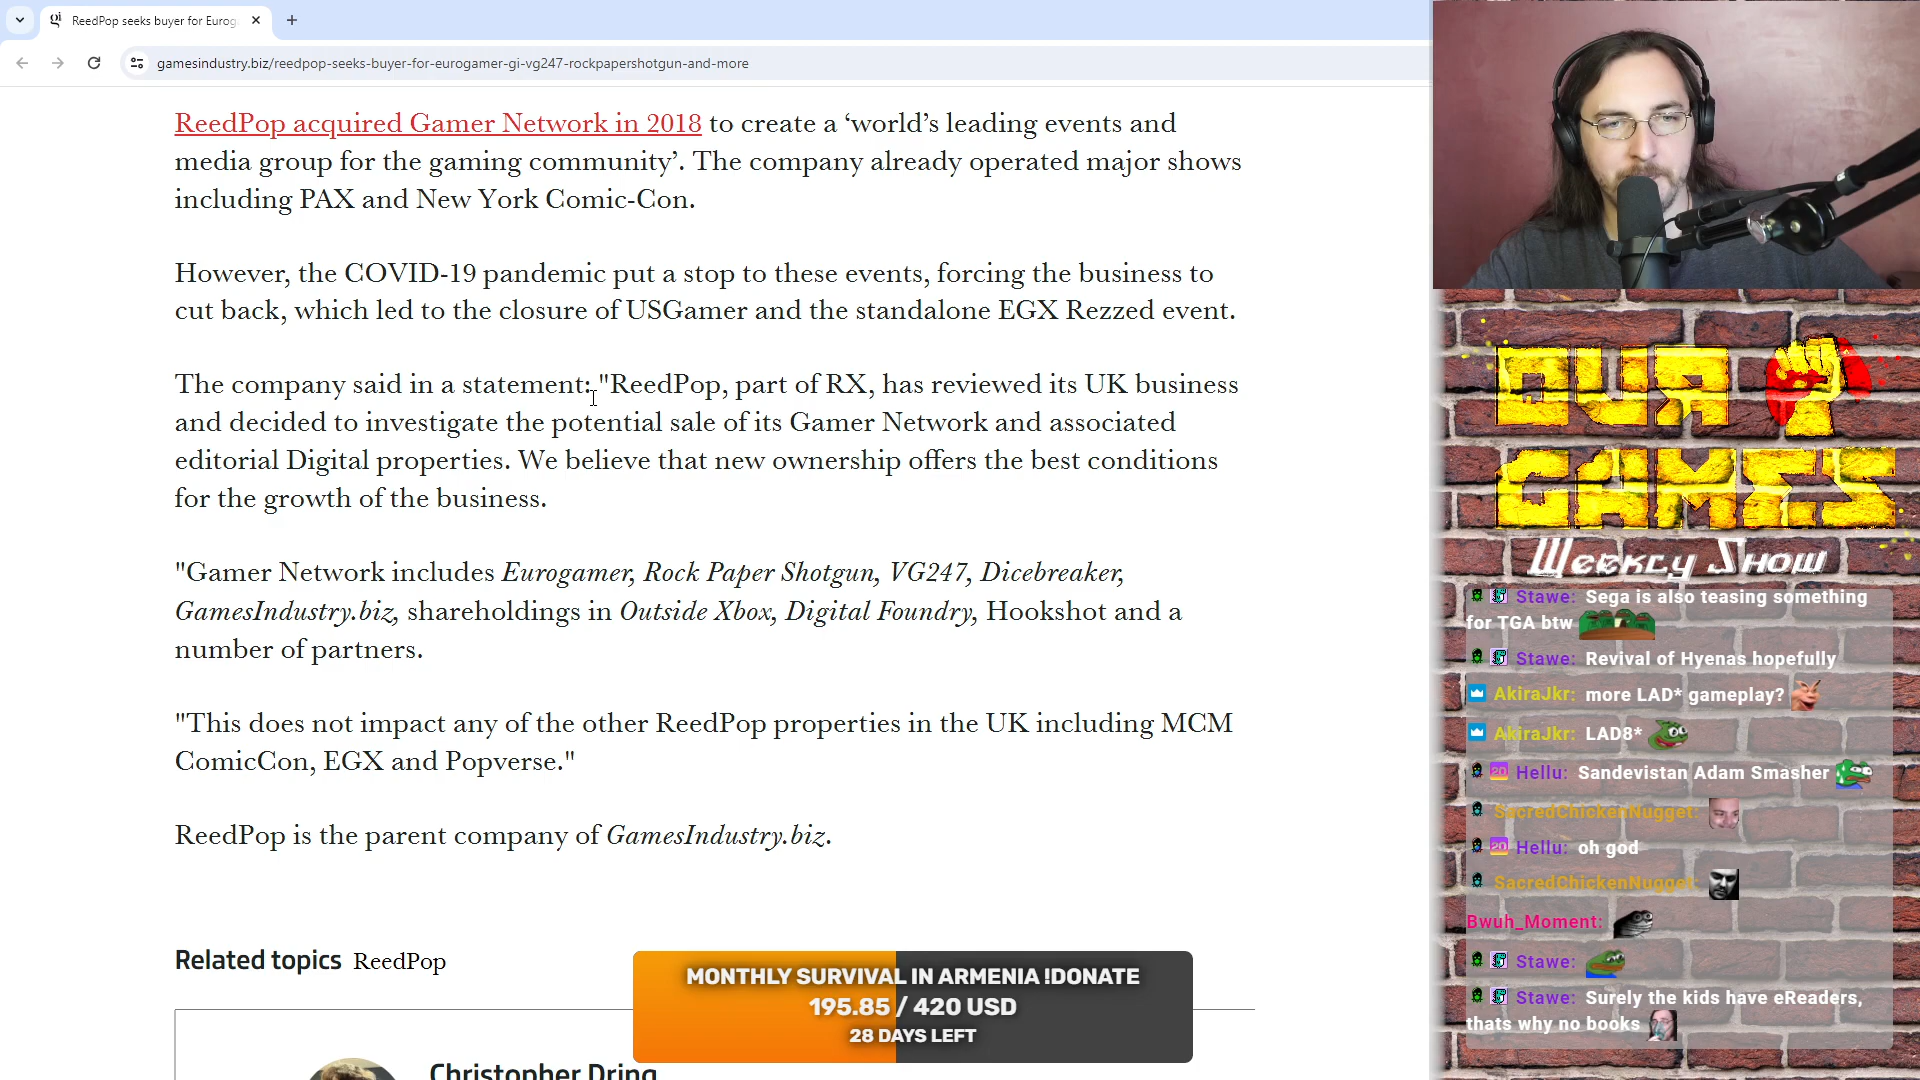 ReedPop seeks buyer for Eurog
gamesindustry.biz/reedpop-seeks-buyer-for-eurogamer-gi-vg247-rockpapershotgun-and-more
ReedPop acquired Gamer Network in 2018 to create a ‘world’s leading events and
media group for the gaming community’. The company already operated major shows
including PAX and New York Comic-Con.
However, the COVID-19 pandemic put a stop to these events, forcing the business to
cut back, which led to the closure of USGamer and the standalone EGX Rezzed event.
The company said in a statement: "ReedPop, part of RX, has reviewed its UK business
and decided to investigate the potential sale of its Gamer Network and associated
editorial Digital properties. We believe that new ownership offers the best conditions
for the growth of the business.
"Gamer Network includes Eurogamer, Rock Paper Shotgun, VG247, Dicebreaker,
GamesIndustry.biz, shareholdings in Outside Xbox, Digital Foundry, Hookshot and a
number of partners.
"This does not impact any of the other ReedPop properties in the UK including MCM
ComicCon, EGX and Popverse."
ReedPop is the parent company of GamesIndustry.biz.
Related topics ReedPop
Christopher Dring
MONTHLY SURVIVAL IN ARMENIA !DONATE
195.85 / 420 USD
28 DAYS LEFT
OUR
GAMES
Weekly Show
Stawe: Sega is also teasing something
for TGA btw
Stawe: Revival of Hyenas hopefully
AkiraJkr: more LAD* gameplay?
AkiraJkr: LAD8*
20 Hellu: Sandevistan Adam Smasher
SacredChickenNugget:
20 Hellu: oh god
SacredChickenNugget:
Bwuh_Moment:
Stawe:
Stawe: Surely the kids have eReaders,
thats why no books